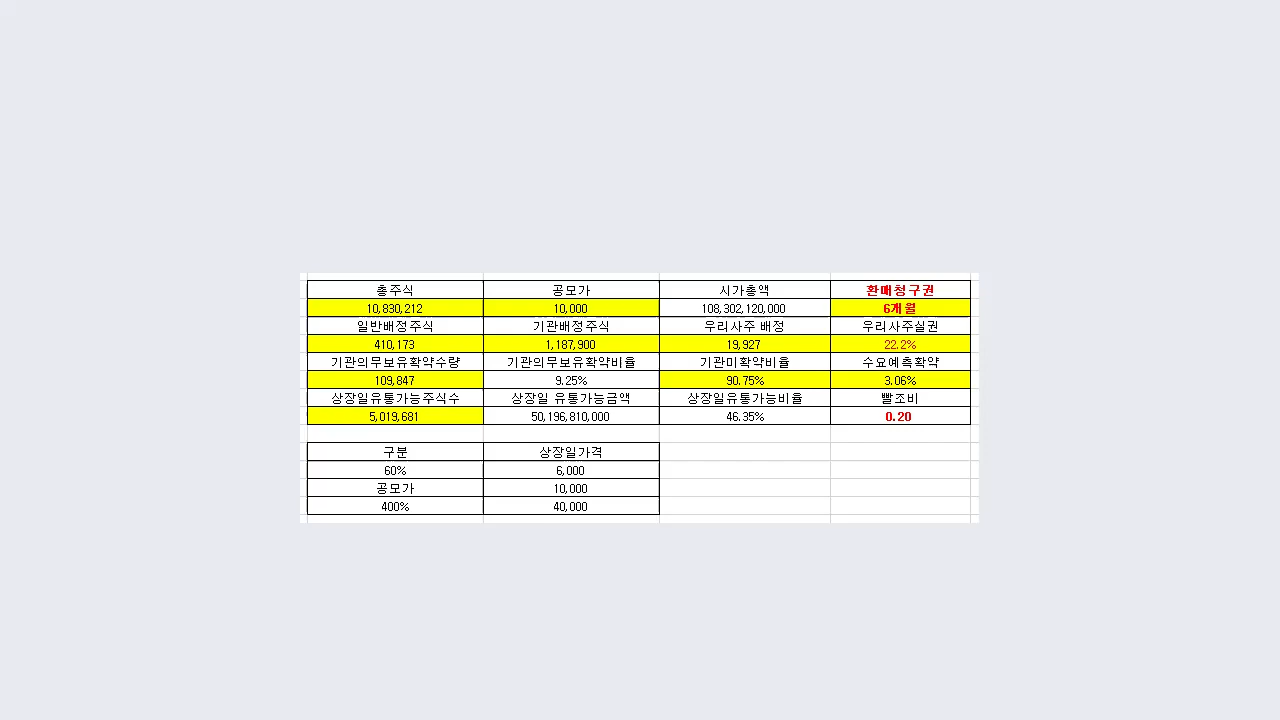 총주식 공모가 시가총액 환매청구권
10,830,212 10,000 108,302,120,000 6개월
일반배정주식 기관배정주식 우리사주 배정 우리사주실권
410,173 1,187,900 19,927 22.2%
기관의무보유확약수량 기관의무보유확약비율 기관미확약비율 수요예측확약
109,847 9.25% 90.75% 3.06%
상장일유통가능주식수 상장일 유통가능금액 상장일유통가능비율 빨조비
5,019,681 50,196,810,000 46.35% 0.20
구분 상장일가격
60% 6,000
공모가 10,000
400% 40,000